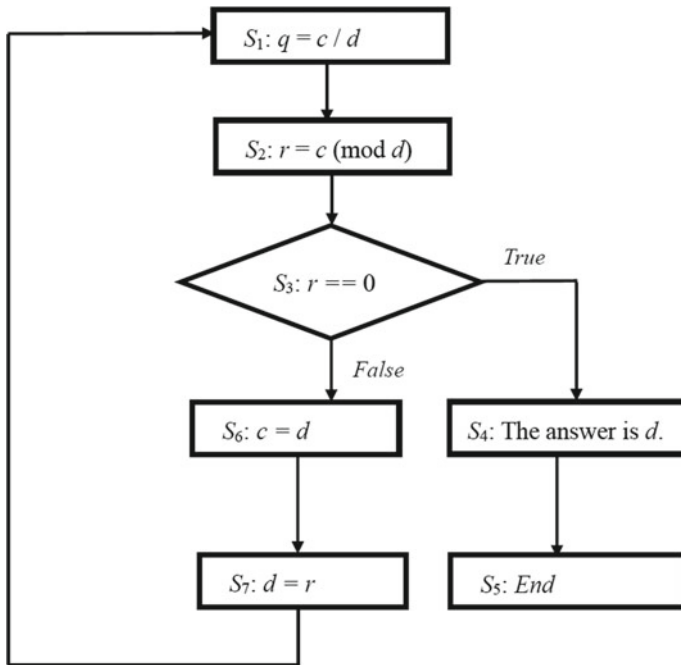 S₁: q = c / d
S₂: r = c (mod d)
S₃: r == 0
True
False
S₆: c = d
S₄: The answer is d.
S₇: d = r
S₅: End